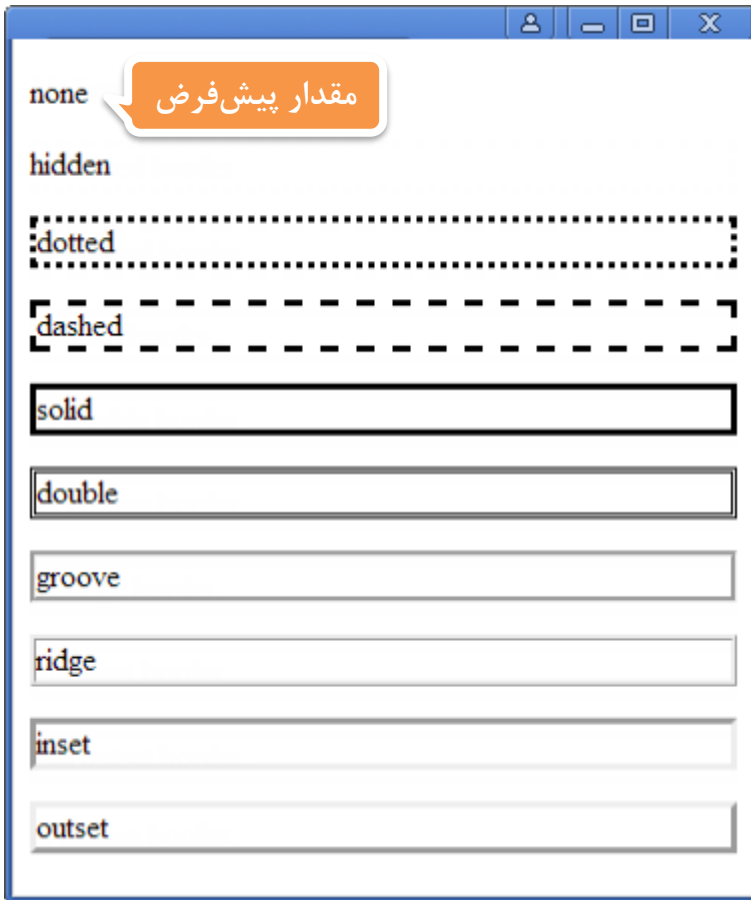 none
مقدار پیش‌فرض
hidden
dotted
dashed
solid
double
groove
ridge
inset
outset